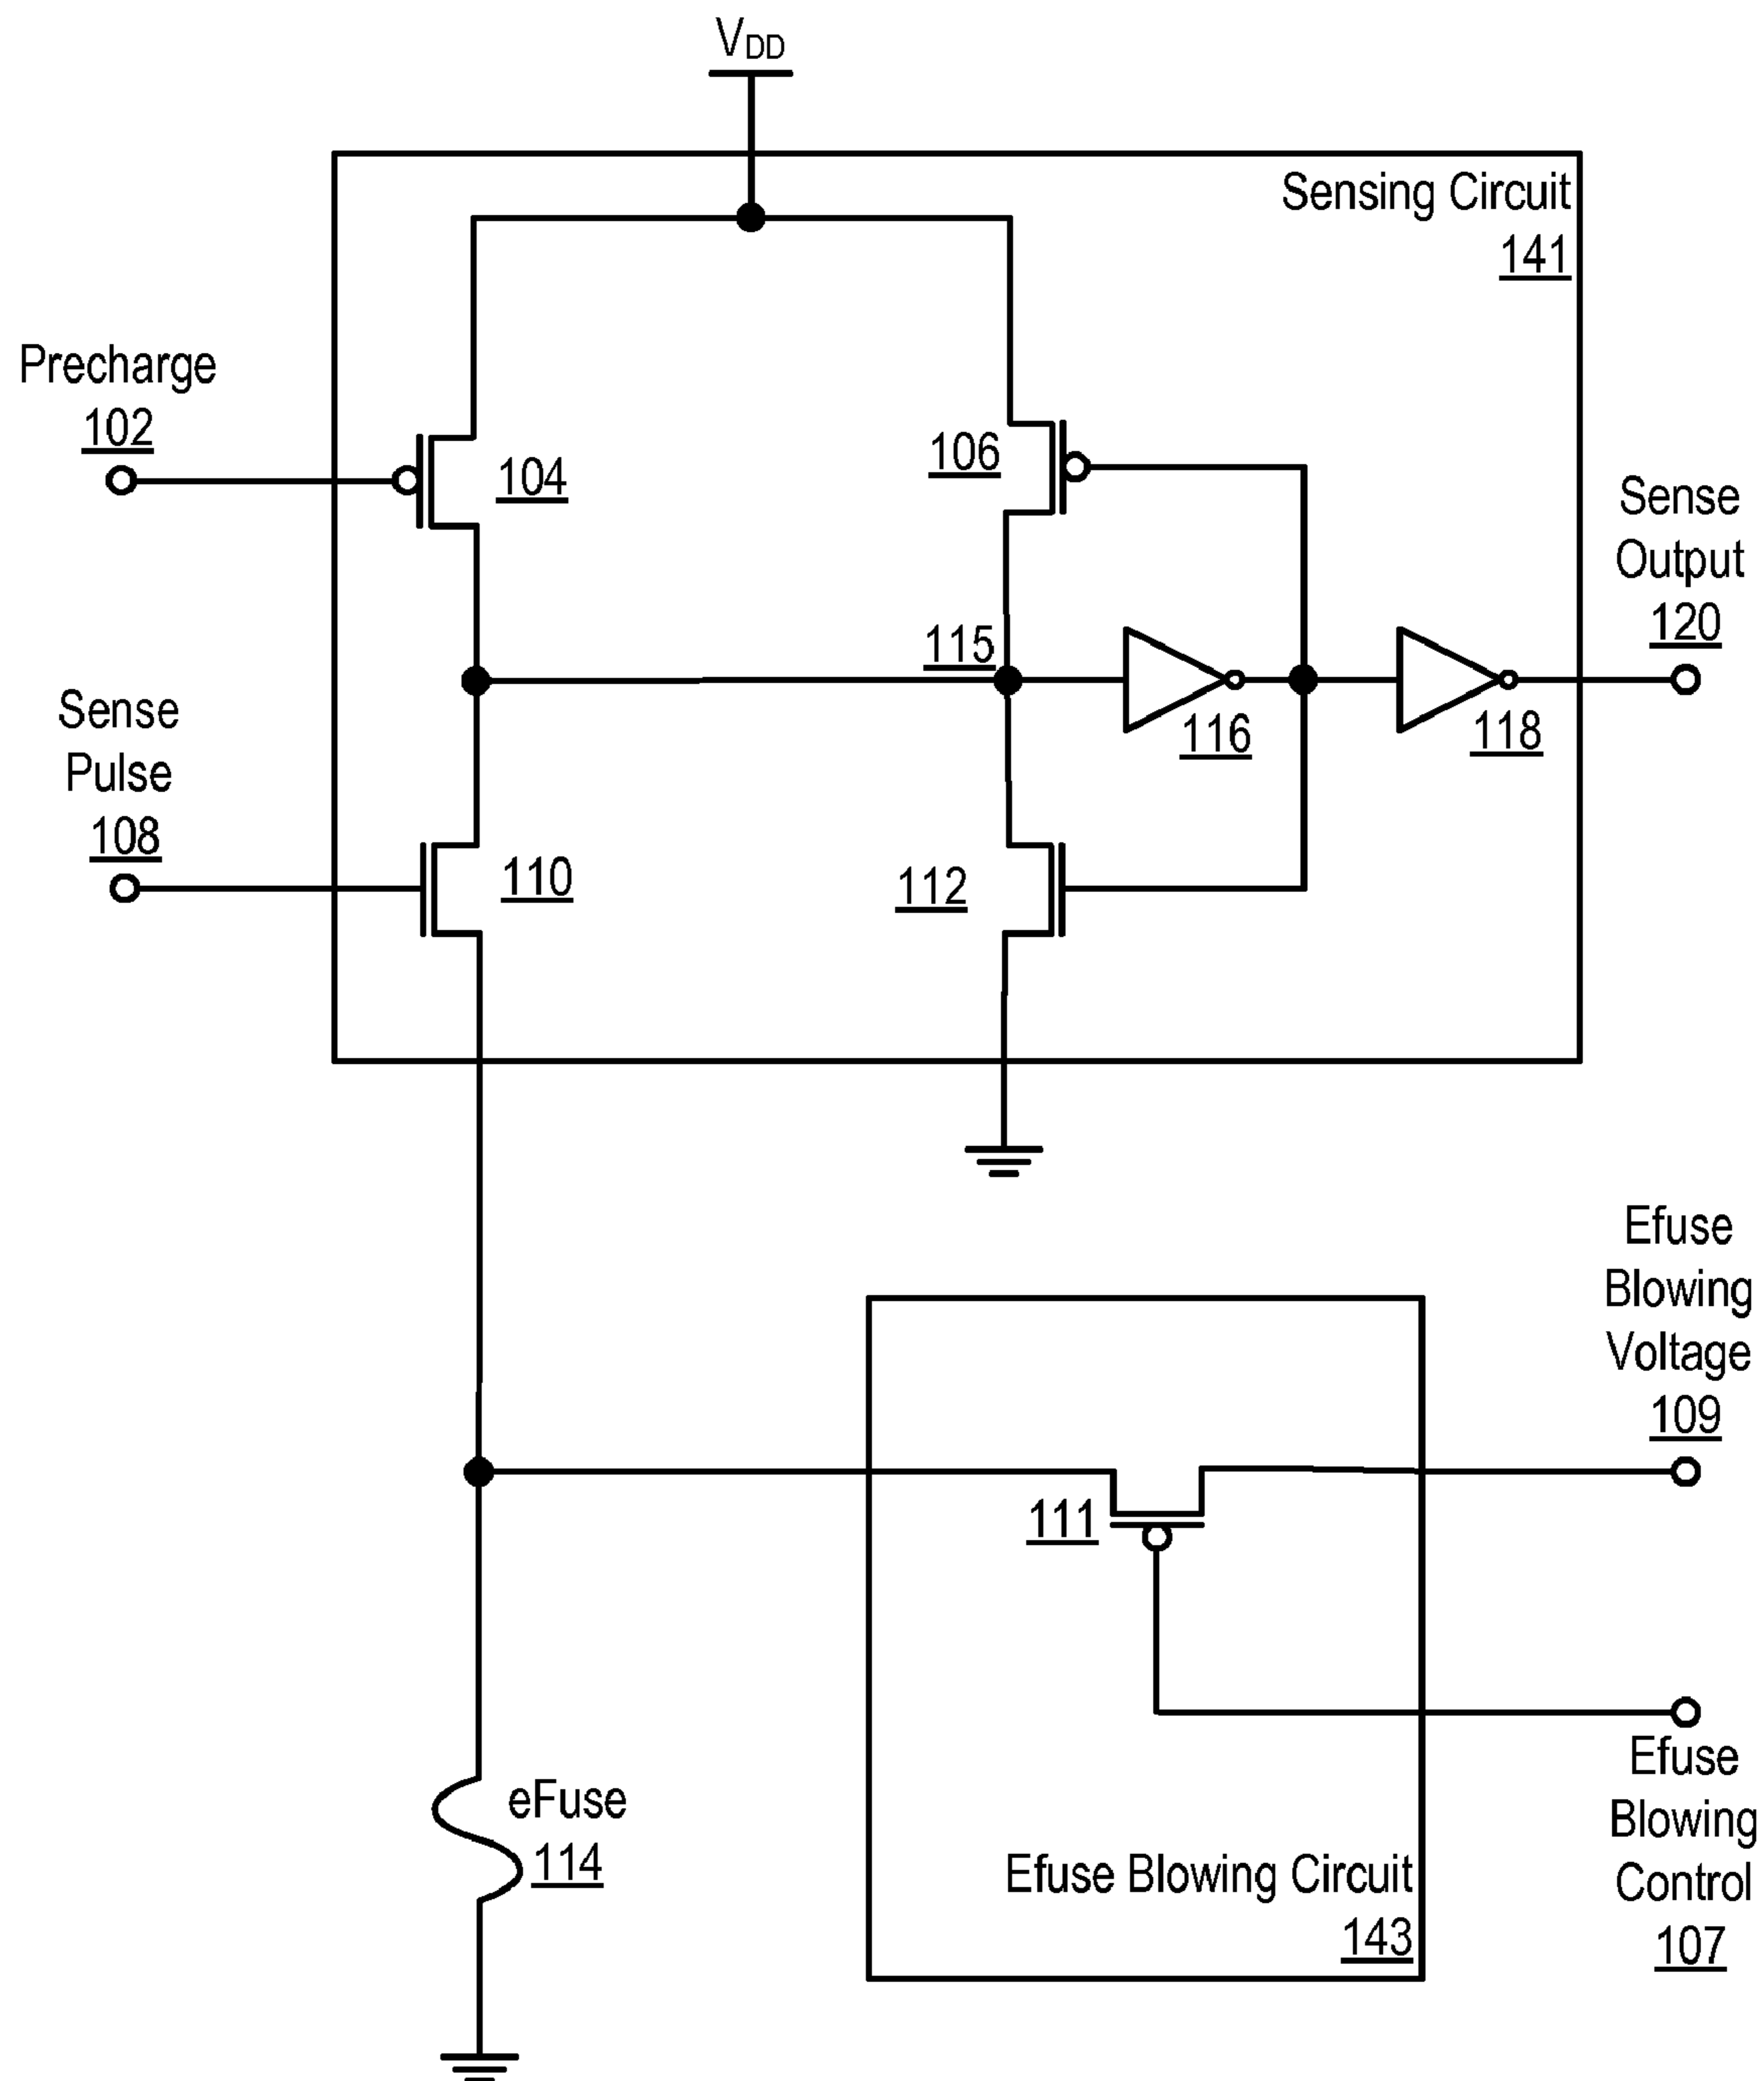 VDD
Sensing Circuit
141
Precharge
102
104
106
Sense
Output
120
115
116
118
Sense
Pulse
108
110
112
Efuse
Blowing
Voltage
109
111
Efuse
Blowing
Control
107
eFuse
114
Efuse Blowing Circuit
143